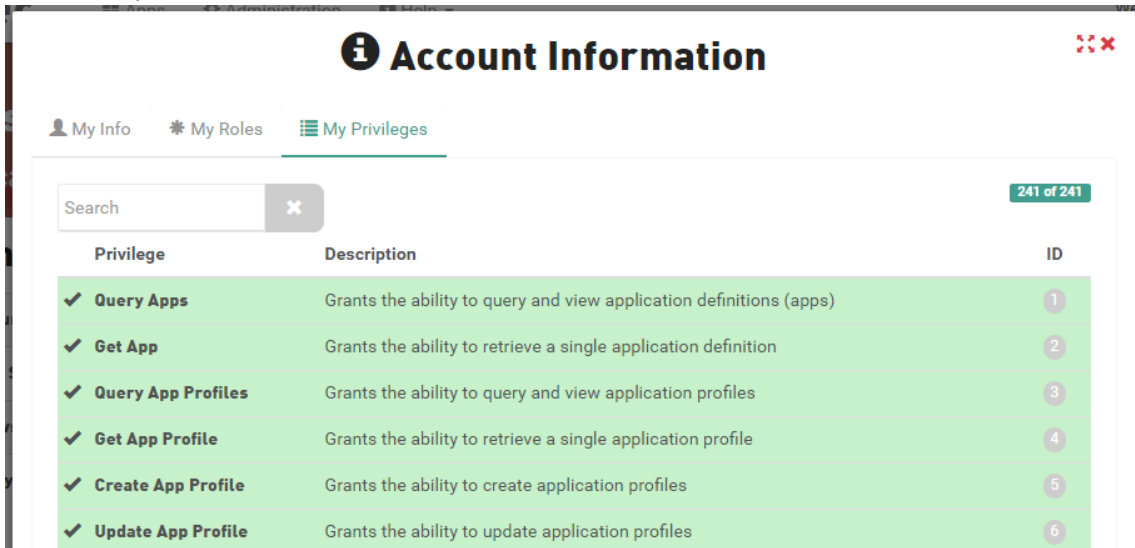 Apps Administration Help
Account Information
My Info My Roles My Privileges
Search
241 of 241
Privilege Description ID
Query Apps Grants the ability to query and view application definitions (apps) 1
Get App Grants the ability to retrieve a single application definition 2
Query App Profiles Grants the ability to query and view application profiles 3
Get App Profile Grants the ability to retrieve a single application profile 4
Create App Profile Grants the ability to create application profiles 5
Update App Profile Grants the ability to update application profiles 6